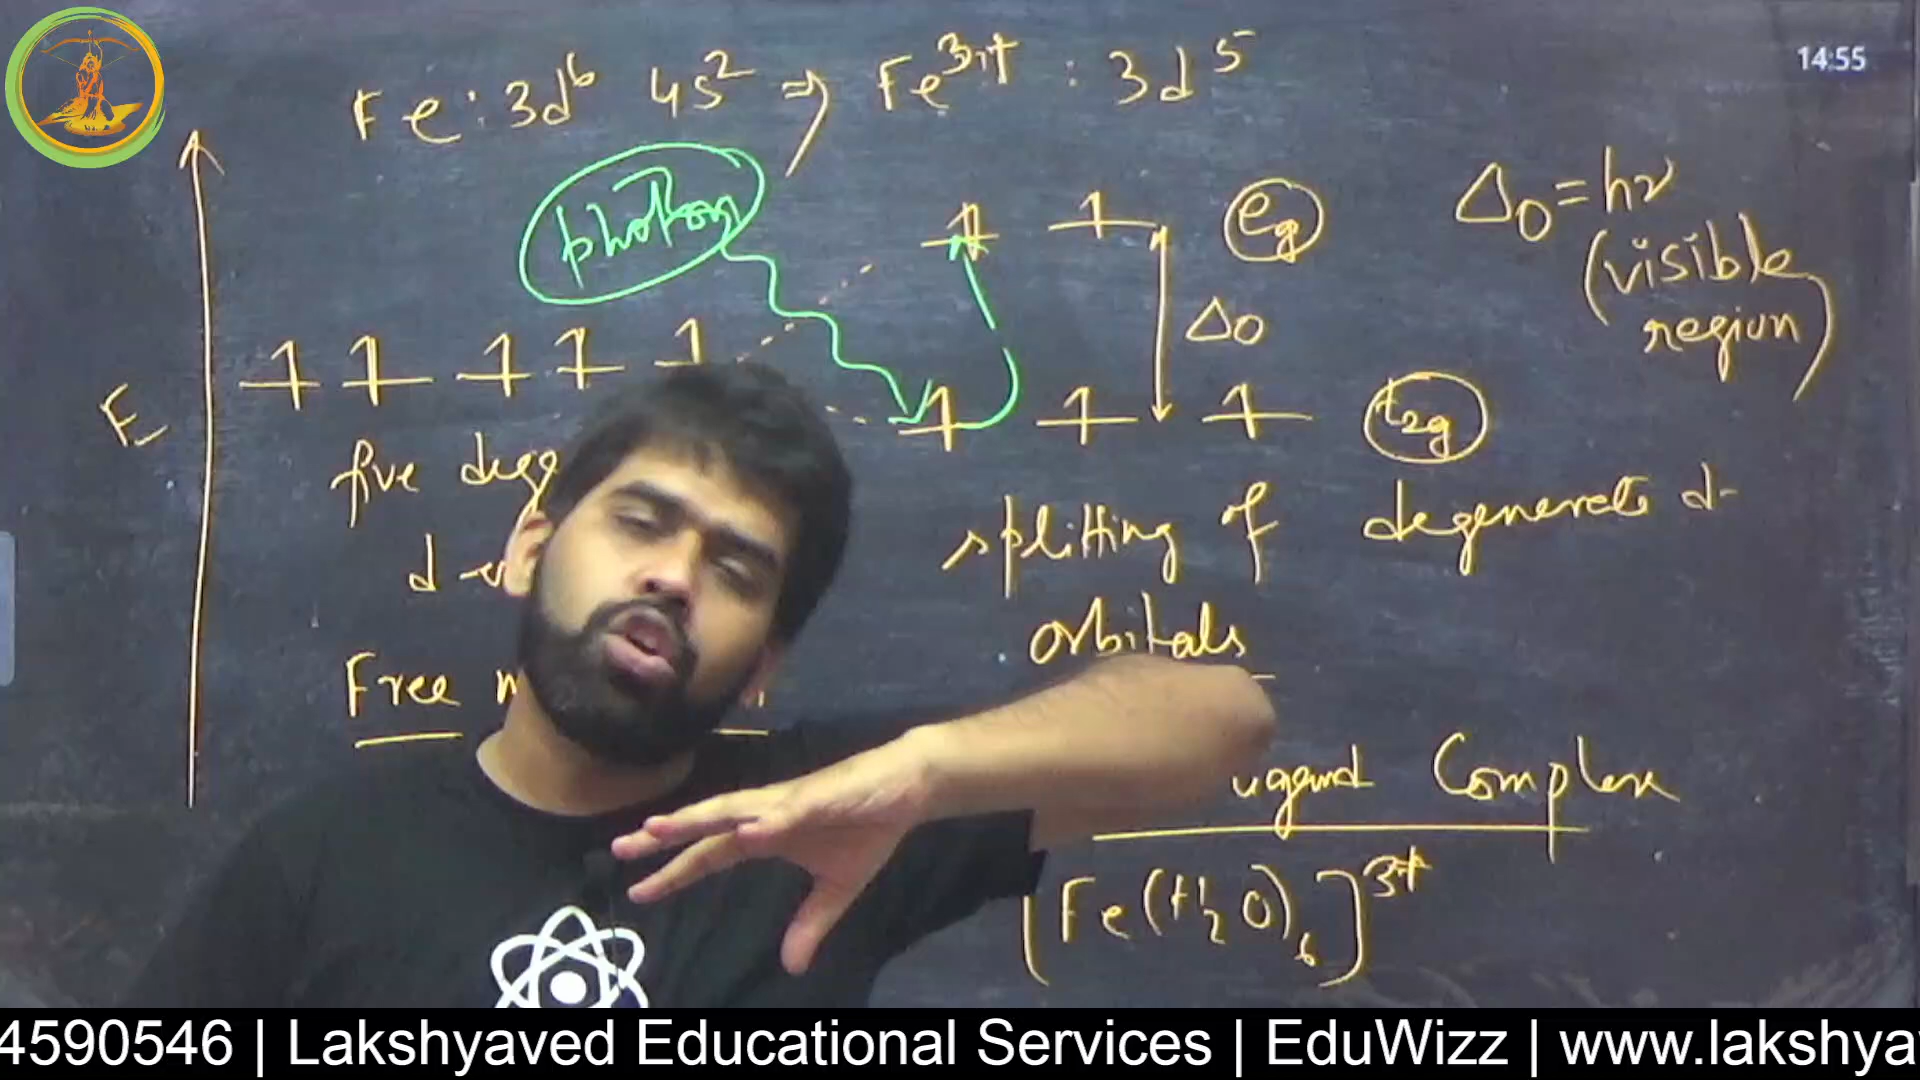 14:55
Fe : 3d⁶ 4s² ⇒ Fe³⁺ : 3d⁵
photon
eg
Δo = hν
(visible
region)
Δo
E
t₂g
five
d
splitting of degenerate d-
orbitals
Free
ligand Complex
[Fe(H₂O)₆]³⁺
4590546 | Lakshyaved Educational Services | EduWizz | www.lakshya